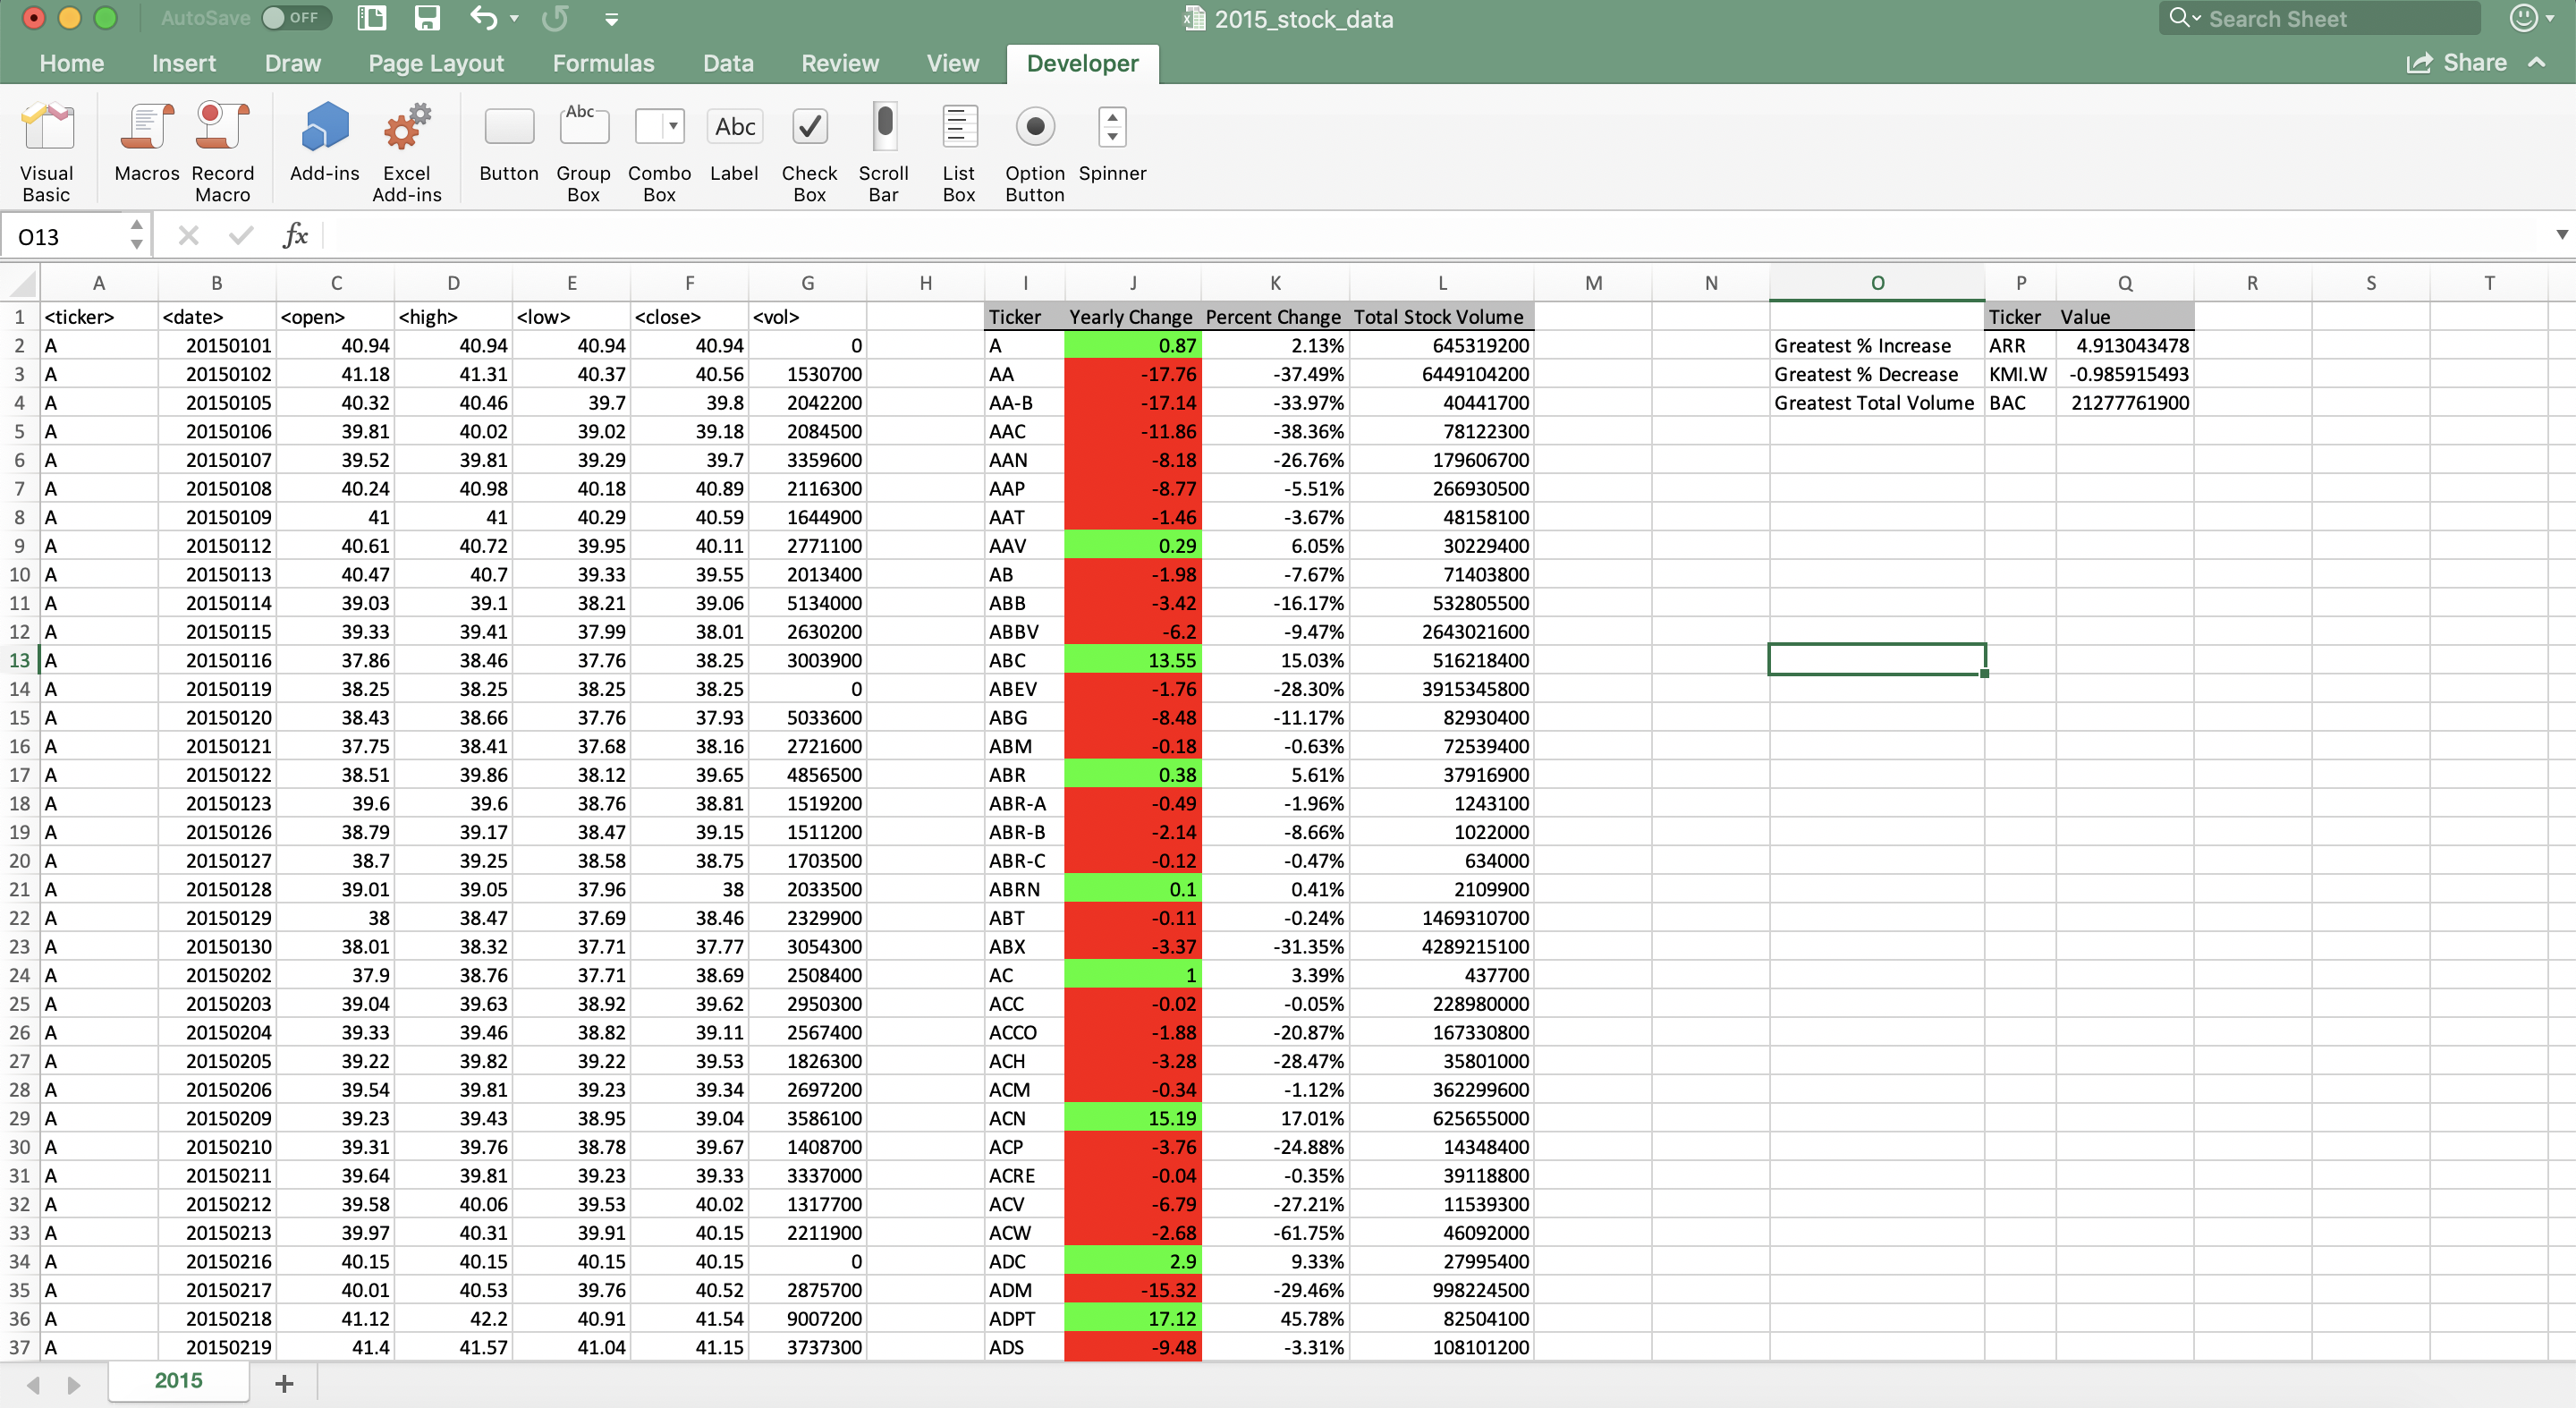 AutoSave OFF 2015_stock_data Search Sheet
Home Insert Draw Page Layout Formulas Data Review View Developer Share
Abc Abc
Visual Basic Macros Record Macro Add-ins Excel Add-ins Button Group Box Combo Box Label Check Box Scroll Bar List Box Option Button Spinner
O13 fx
A B C D E F G H I J K L M N O P Q R S T
1 <ticker> <date> <open> <high> <low> <close> <vol> Ticker Yearly Change Percent Change Total Stock Volume Ticker Value
2 A 20150101 40.94 40.94 40.94 40.94 0 A 0.87 2.13% 645319200 Greatest % Increase ARR 4.913043478
3 A 20150102 41.18 41.31 40.37 40.56 1530700 AA -17.76 -37.49% 6449104200 Greatest % Decrease KMI.W -0.985915493
4 A 20150105 40.32 40.46 39.7 39.8 2042200 AA-B -17.14 -33.97% 40441700 Greatest Total Volume BAC 21277761900
5 A 20150106 39.81 40.02 39.02 39.18 2084500 AAC -11.86 -38.36% 78122300
6 A 20150107 39.52 39.81 39.29 39.7 3359600 AAN -8.18 -26.76% 179606700
7 A 20150108 40.24 40.98 40.18 40.89 2116300 AAP -8.77 -5.51% 266930500
8 A 20150109 41 41 40.29 40.59 1644900 AAT -1.46 -3.67% 48158100
9 A 20150112 40.61 40.72 39.95 40.11 2771100 AAV 0.29 6.05% 30229400
10 A 20150113 40.47 40.7 39.33 39.55 2013400 AB -1.98 -7.67% 71403800
11 A 20150114 39.03 39.1 38.21 39.06 5134000 ABB -3.42 -16.17% 532805500
12 A 20150115 39.33 39.41 37.99 38.01 2630200 ABBV -6.2 -9.47% 2643021600
13 A 20150116 37.86 38.46 37.76 38.25 3003900 ABC 13.55 15.03% 516218400
14 A 20150119 38.25 38.25 38.25 38.25 0 ABEV -1.76 -28.30% 3915345800
15 A 20150120 38.43 38.66 37.76 37.93 5033600 ABG -8.48 -11.17% 82930400
16 A 20150121 37.75 38.41 37.68 38.16 2721600 ABM -0.18 -0.63% 72539400
17 A 20150122 38.51 39.86 38.12 39.65 4856500 ABR 0.38 5.61% 37916900
18 A 20150123 39.6 39.6 38.76 38.81 1519200 ABR-A -0.49 -1.96% 1243100
19 A 20150126 38.79 39.17 38.47 39.15 1511200 ABR-B -2.14 -8.66% 1022000
20 A 20150127 38.7 39.25 38.58 38.75 1703500 ABR-C -0.12 -0.47% 634000
21 A 20150128 39.01 39.05 37.96 38 2033500 ABRN 0.1 0.41% 2109900
22 A 20150129 38 38.47 37.69 38.46 2329900 ABT -0.11 -0.24% 1469310700
23 A 20150130 38.01 38.32 37.71 37.77 3054300 ABX -3.37 -31.35% 4289215100
24 A 20150202 37.9 38.76 37.71 38.69 2508400 AC 1 3.39% 437700
25 A 20150203 39.04 39.63 38.92 39.62 2950300 ACC -0.02 -0.05% 228980000
26 A 20150204 39.33 39.46 38.82 39.11 2567400 ACCO -1.88 -20.87% 167330800
27 A 20150205 39.22 39.82 39.22 39.53 1826300 ACH -3.28 -28.47% 35801000
28 A 20150206 39.54 39.81 39.23 39.34 2697200 ACM -0.34 -1.12% 362299600
29 A 20150209 39.23 39.43 38.95 39.04 3586100 ACN 15.19 17.01% 625655000
30 A 20150210 39.31 39.76 38.78 39.67 1408700 ACP -3.76 -24.88% 14348400
31 A 20150211 39.64 39.81 39.23 39.33 3337000 ACRE -0.04 -0.35% 39118800
32 A 20150212 39.58 40.06 39.53 40.02 1317700 ACV -6.79 -27.21% 11539300
33 A 20150213 39.97 40.31 39.91 40.15 2211900 ACW -2.68 -61.75% 46092000
34 A 20150216 40.15 40.15 40.15 40.15 0 ADC 2.9 9.33% 27995400
35 A 20150217 40.01 40.53 39.76 40.52 2875700 ADM -15.32 -29.46% 998224500
36 A 20150218 41.12 42.2 40.91 41.54 9007200 ADPT 17.12 45.78% 82504100
37 A 20150219 41.4 41.57 41.04 41.15 3737300 ADS -9.48 -3.31% 108101200
2015 +